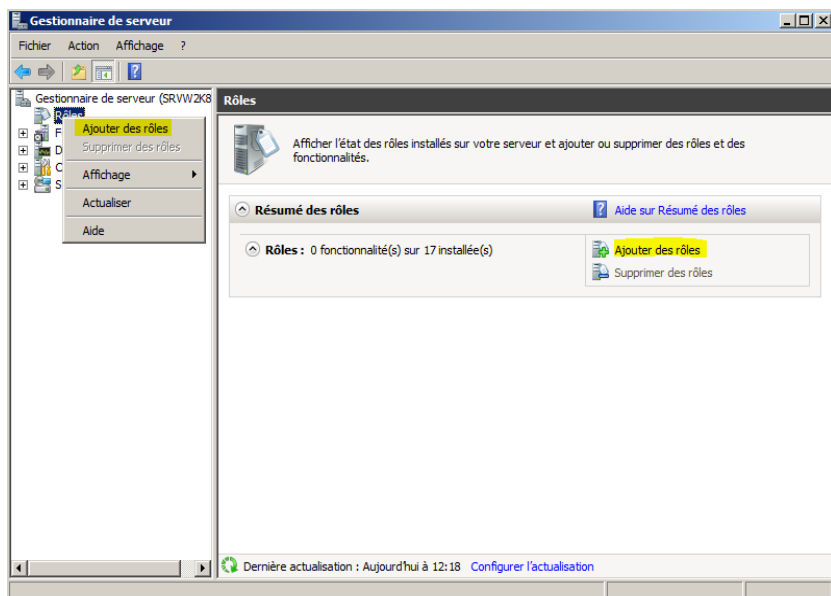 Gestionnaire de serveur
Fichier Action Affichage ?
Gestionnaire de serveur (SRVW2K8
Rôles
Rôles
F
D
C
S
Ajouter des rôles
Supprimer des rôles
Affichage
Actualiser
Aide
Afficher l'état des rôles installés sur votre serveur et ajouter ou supprimer des rôles et des
fonctionnalités.
Résumé des rôles
Aide sur Résumé des rôles
Rôles : 0 fonctionnalité(s) sur 17 installée(s)
Ajouter des rôles
Supprimer des rôles
Dernière actualisation : Aujourd'hui à 12:18 Configurer l'actualisation